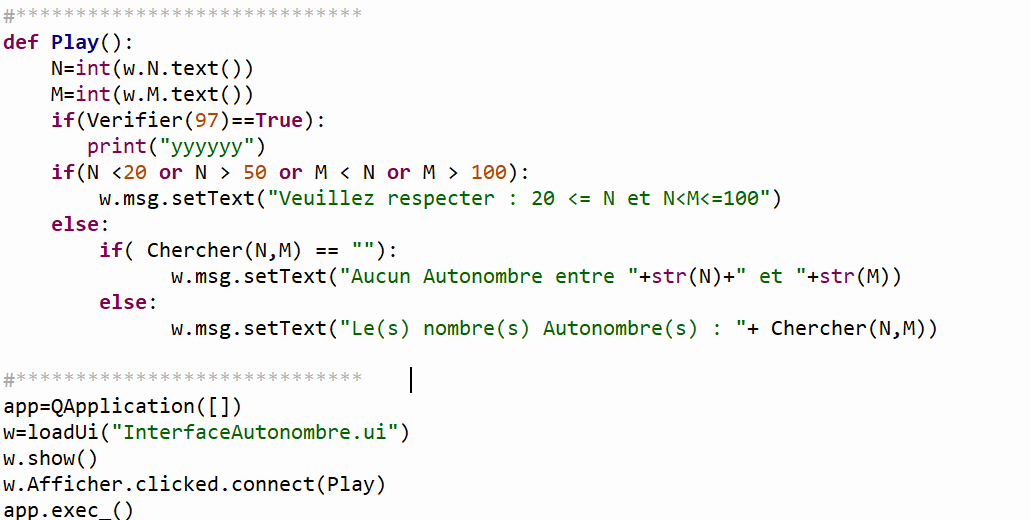 #*****************************
def Play():
    N=int(w.N.text())
    M=int(w.M.text())
    if(Verifier(97)==True):
       print("yyyyyy")
    if(N <20 or N > 50 or M < N or M > 100):
        w.msg.setText("Veuillez respecter : 20 <= N et N<M<=100")
    else:
        if( Chercher(N,M) == ""):
              w.msg.setText("Aucun Autonombre entre "+str(N)+" et "+str(M))
        else:
              w.msg.setText("Le(s) nombre(s) Autonombre(s) : "+ Chercher(N,M))
#*****************************
app=QApplication([])
w=loadUi("InterfaceAutonombre.ui")
w.show()
w.Afficher.clicked.connect(Play)
app.exec_()